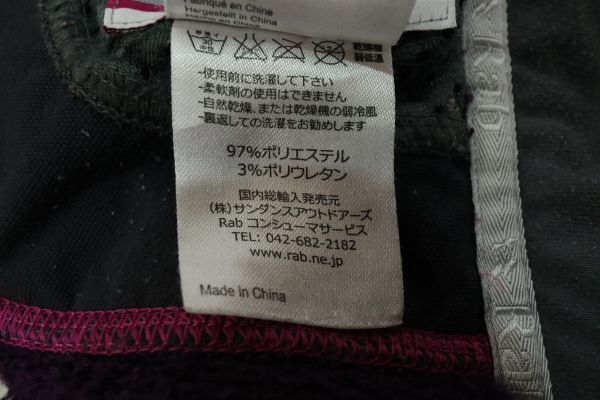 Fabriqué en Chine
Hergestellt in China
Hecho en China
乾燥機
弱低温
-使用前に洗濯して下さい
-柔軟剤の使用はできません
-自然乾燥、または乾燥機の弱冷風
-裏返しての洗濯をお勧めします
97%ポリエステル
3%ポリウレタン
国内総輸入発売元
(株)サンダンスアウトドアーズ
Rab コンシューマサービス
TEL: 042-682-2182
www.rab.ne.jp
Made in China
Rab